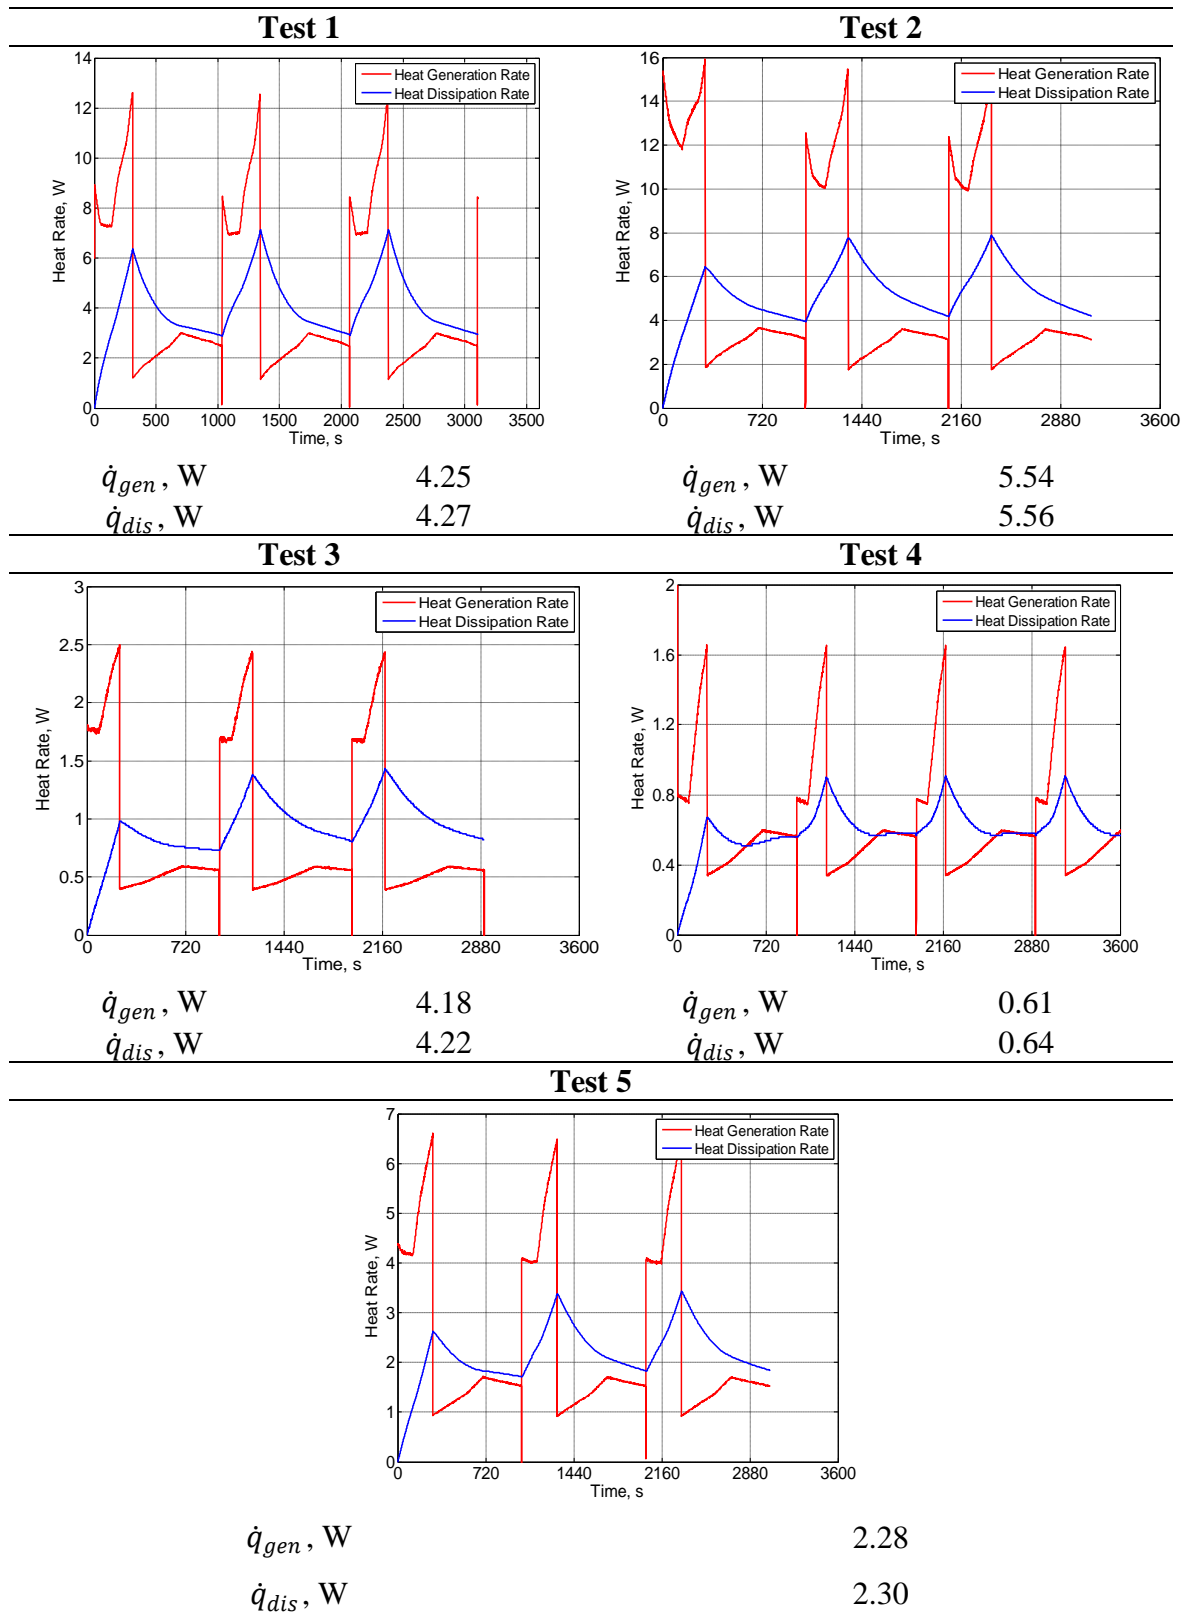 Test 1 Test 2
14
12
10
8
6
4
2
0
Heat Rate, W
Heat Generation Rate
Heat Dissipation Rate
0 500 1000 1500 2000 2500 3000 3500
Time, s
16
14
12
10
8
6
4
2
0
Heat Rate, W
Heat Generation Rate
Heat Dissipation Rate
0 720 1440 2160 2880 3600
Time, s
q̇gen, W 4.25 q̇gen, W 5.54
q̇dis, W 4.27 q̇dis, W 5.56
Test 3 Test 4
3
2.5
2
1.5
1
0.5
0
Heat Rate, W
Heat Generation Rate
Heat Dissipation Rate
0 720 1440 2160 2880 3600
Time, s
2
1.6
1.2
0.8
0.4
0
Heat Rate, W
Heat Generation Rate
Heat Dissipation Rate
0 720 1440 2160 2880 3600
Time, s
q̇gen, W 4.18 q̇gen, W 0.61
q̇dis, W 4.22 q̇dis, W 0.64
Test 5
7
6
5
4
3
2
1
0
Heat Rate, W
Heat Generation Rate
Heat Dissipation Rate
0 720 1440 2160 2880 3600
Time, s
q̇gen, W 2.28
q̇dis, W 2.30